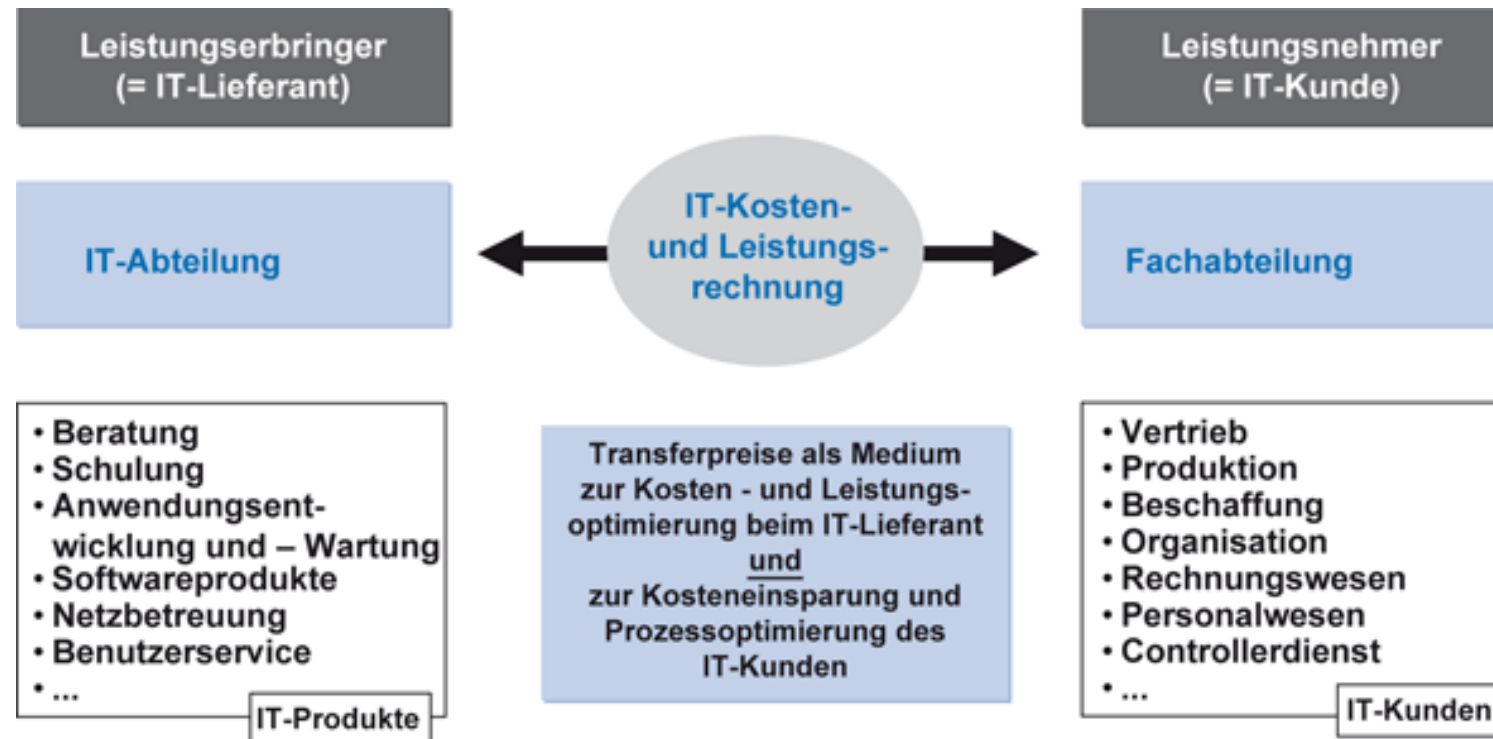 Leistungserbringer
(= IT-Lieferant)
Leistungsnehmer
(= IT-Kunde)
IT-Abteilung
IT-Kosten-
und Leistungs-
rechnung
Fachabteilung
• Beratung
• Schulung
• Anwendungsent-
wicklung und – Wartung
• Softwareprodukte
• Netzbetreuung
• Benutzerservice
• ...
IT-Produkte
Transferpreise als Medium
zur Kosten - und Leistungs-
optimierung beim IT-Lieferant
und
zur Kosteneinsparung und
Prozessoptimierung des
IT-Kunden
• Vertrieb
• Produktion
• Beschaffung
• Organisation
• Rechnungswesen
• Personalwesen
• Controllerdienst
• ...
IT-Kunden